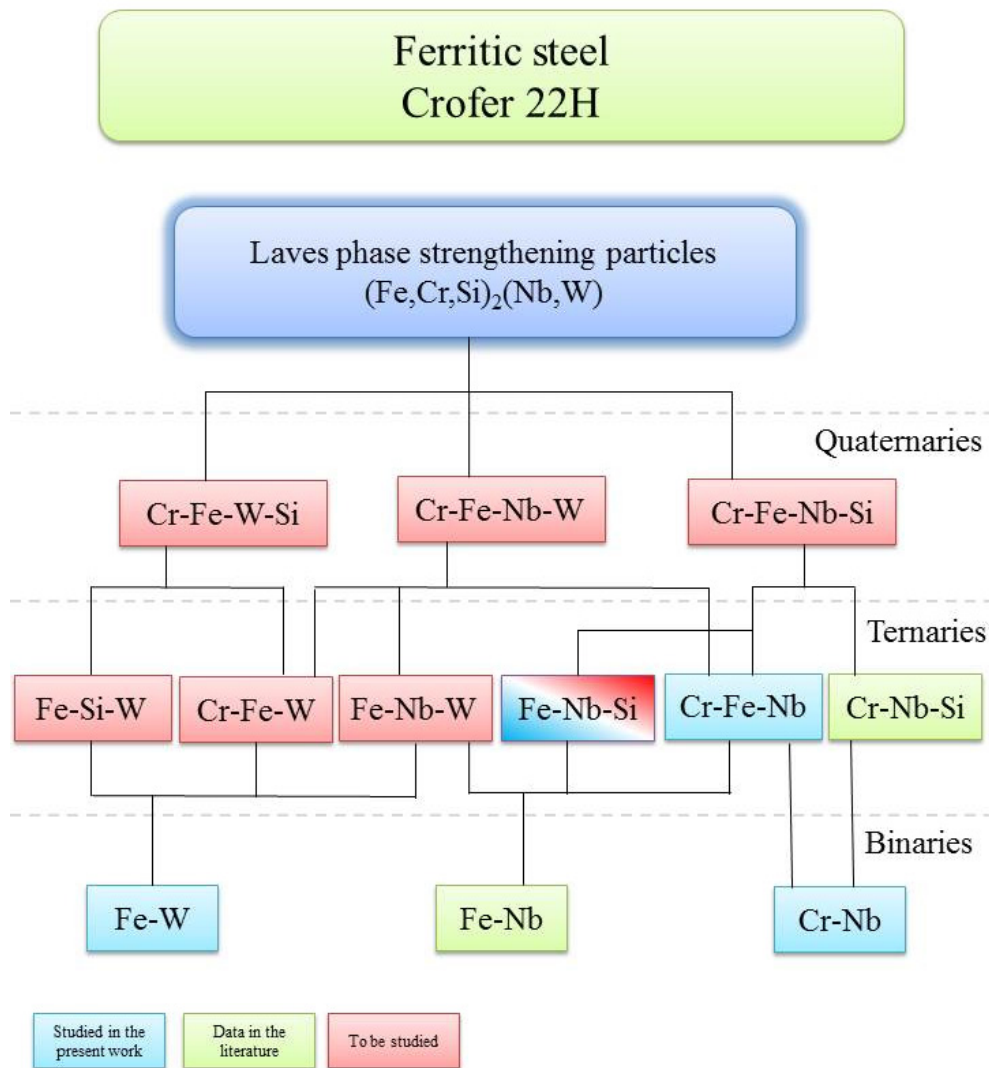 Ferritic steel
Crofer 22H
Laves phase strengthening particles
(Fe,Cr,Si)₂(Nb,W)
Quaternaries
Cr-Fe-W-Si
Cr-Fe-Nb-W
Cr-Fe-Nb-Si
Ternaries
Fe-Si-W
Cr-Fe-W
Fe-Nb-W
Fe-Nb-Si
Cr-Fe-Nb
Cr-Nb-Si
Binaries
Fe-W
Fe-Nb
Cr-Nb
Studied in the
present work
Data in the
literature
To be studied